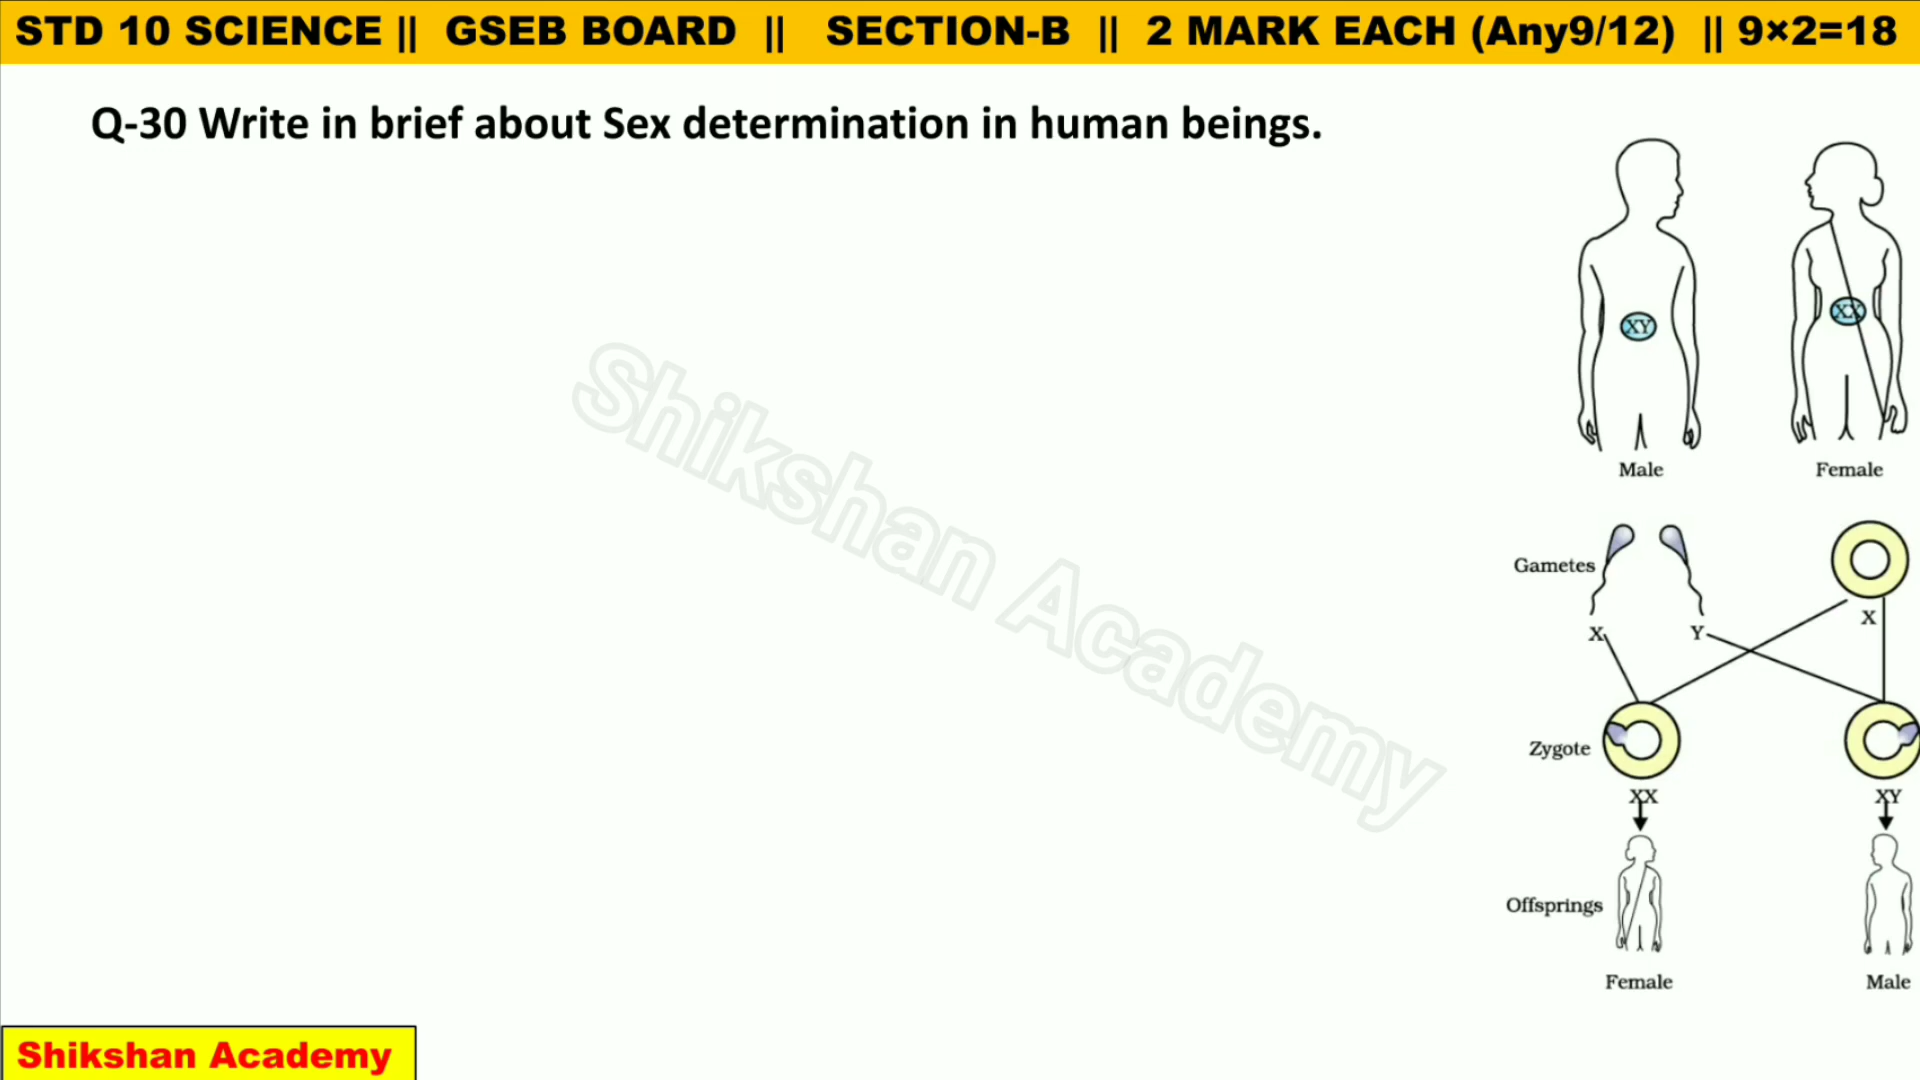 STD 10 SCIENCE || GSEB BOARD || SECTION-B || 2 MARK EACH (Any9/12) || 9×2=18
Q-30 Write in brief about Sex determination in human beings.
XY
XX
Male
Female
Shikshan Academy
Gametes
X
Y
X
Zygote
XX
XY
Offsprings
Female
Male
Shikshan Academy